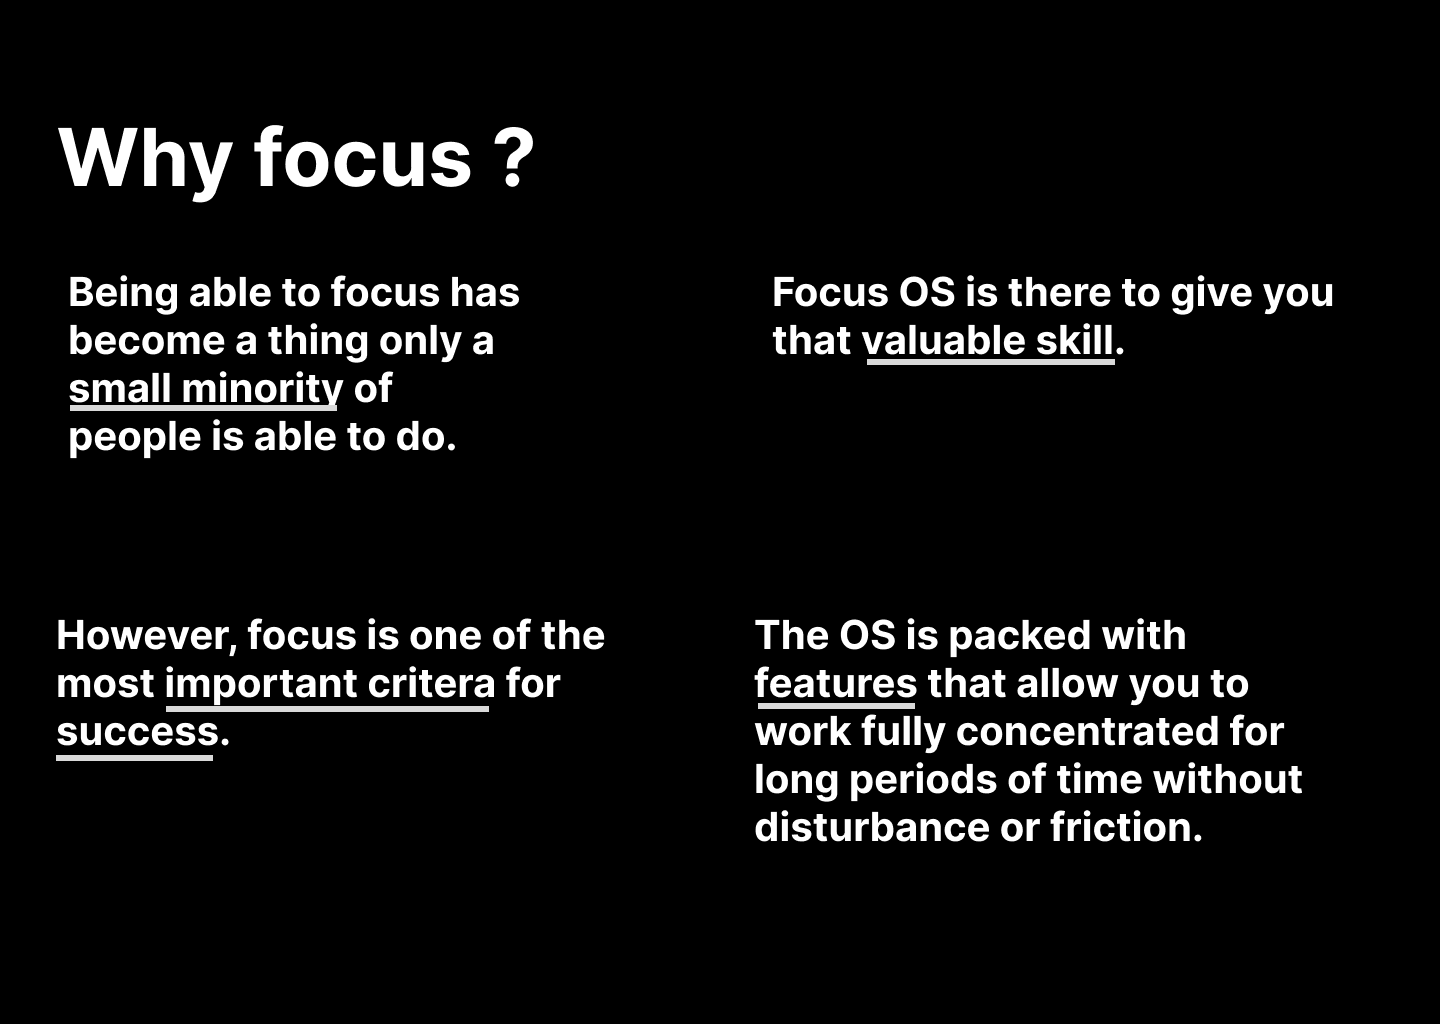 Why focus ?
Being able to focus has
become a thing only a
small minority of
people is able to do.
However, focus is one of the
most important critera for
success.
Focus OS is there to give you
that valuable skill.
The OS is packed with
features that allow you to
work fully concentrated for
long periods of time without
disturbance or friction.